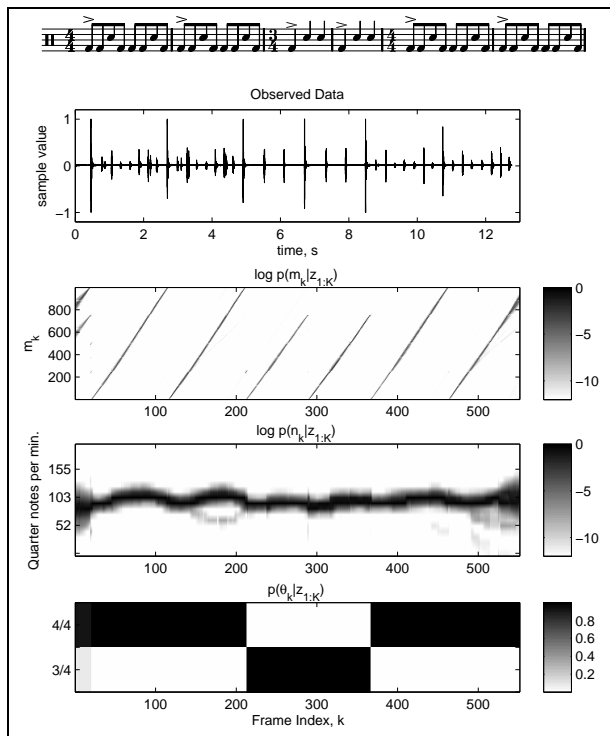 4 4 3 4 4 4
Observed Data
sample value
1
0
−1
0 2 4 6 8 10 12
time, s
log p(m_k|z_1:K)
m_k
800
600
400
200
100 200 300 400 500
0
−5
−10
log p(n_k|z_1:K)
Quarter notes per min.
155
103
52
100 200 300 400 500
0
−5
−10
p(θ_k|z_1:K)
4/4
3/4
100 200 300 400 500
Frame Index, k
0.8
0.6
0.4
0.2